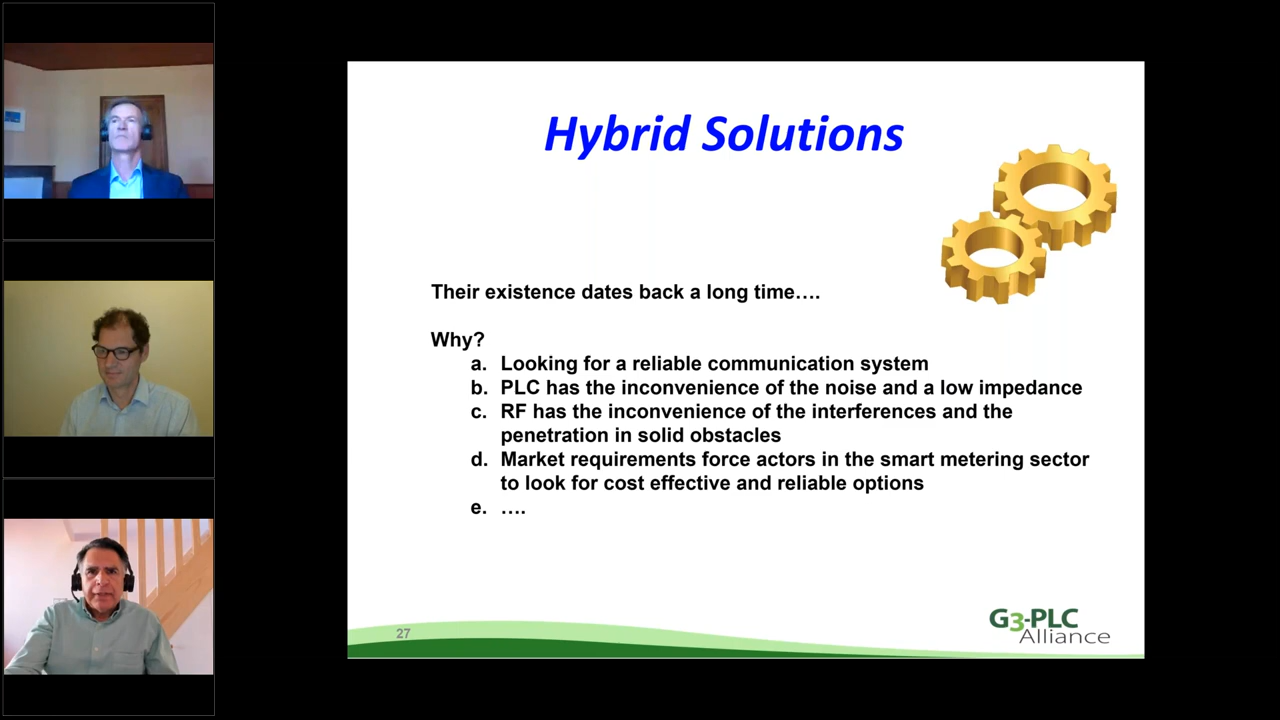 Hybrid Solutions
Their existence dates back a long time....
Why?
a. Looking for a reliable communication system
b. PLC has the inconvenience of the noise and a low impedance
c. RF has the inconvenience of the interferences and the
penetration in solid obstacles
d. Market requirements force actors in the smart metering sector
to look for cost effective and reliable options
e. ....
27
G3-PLC
Alliance